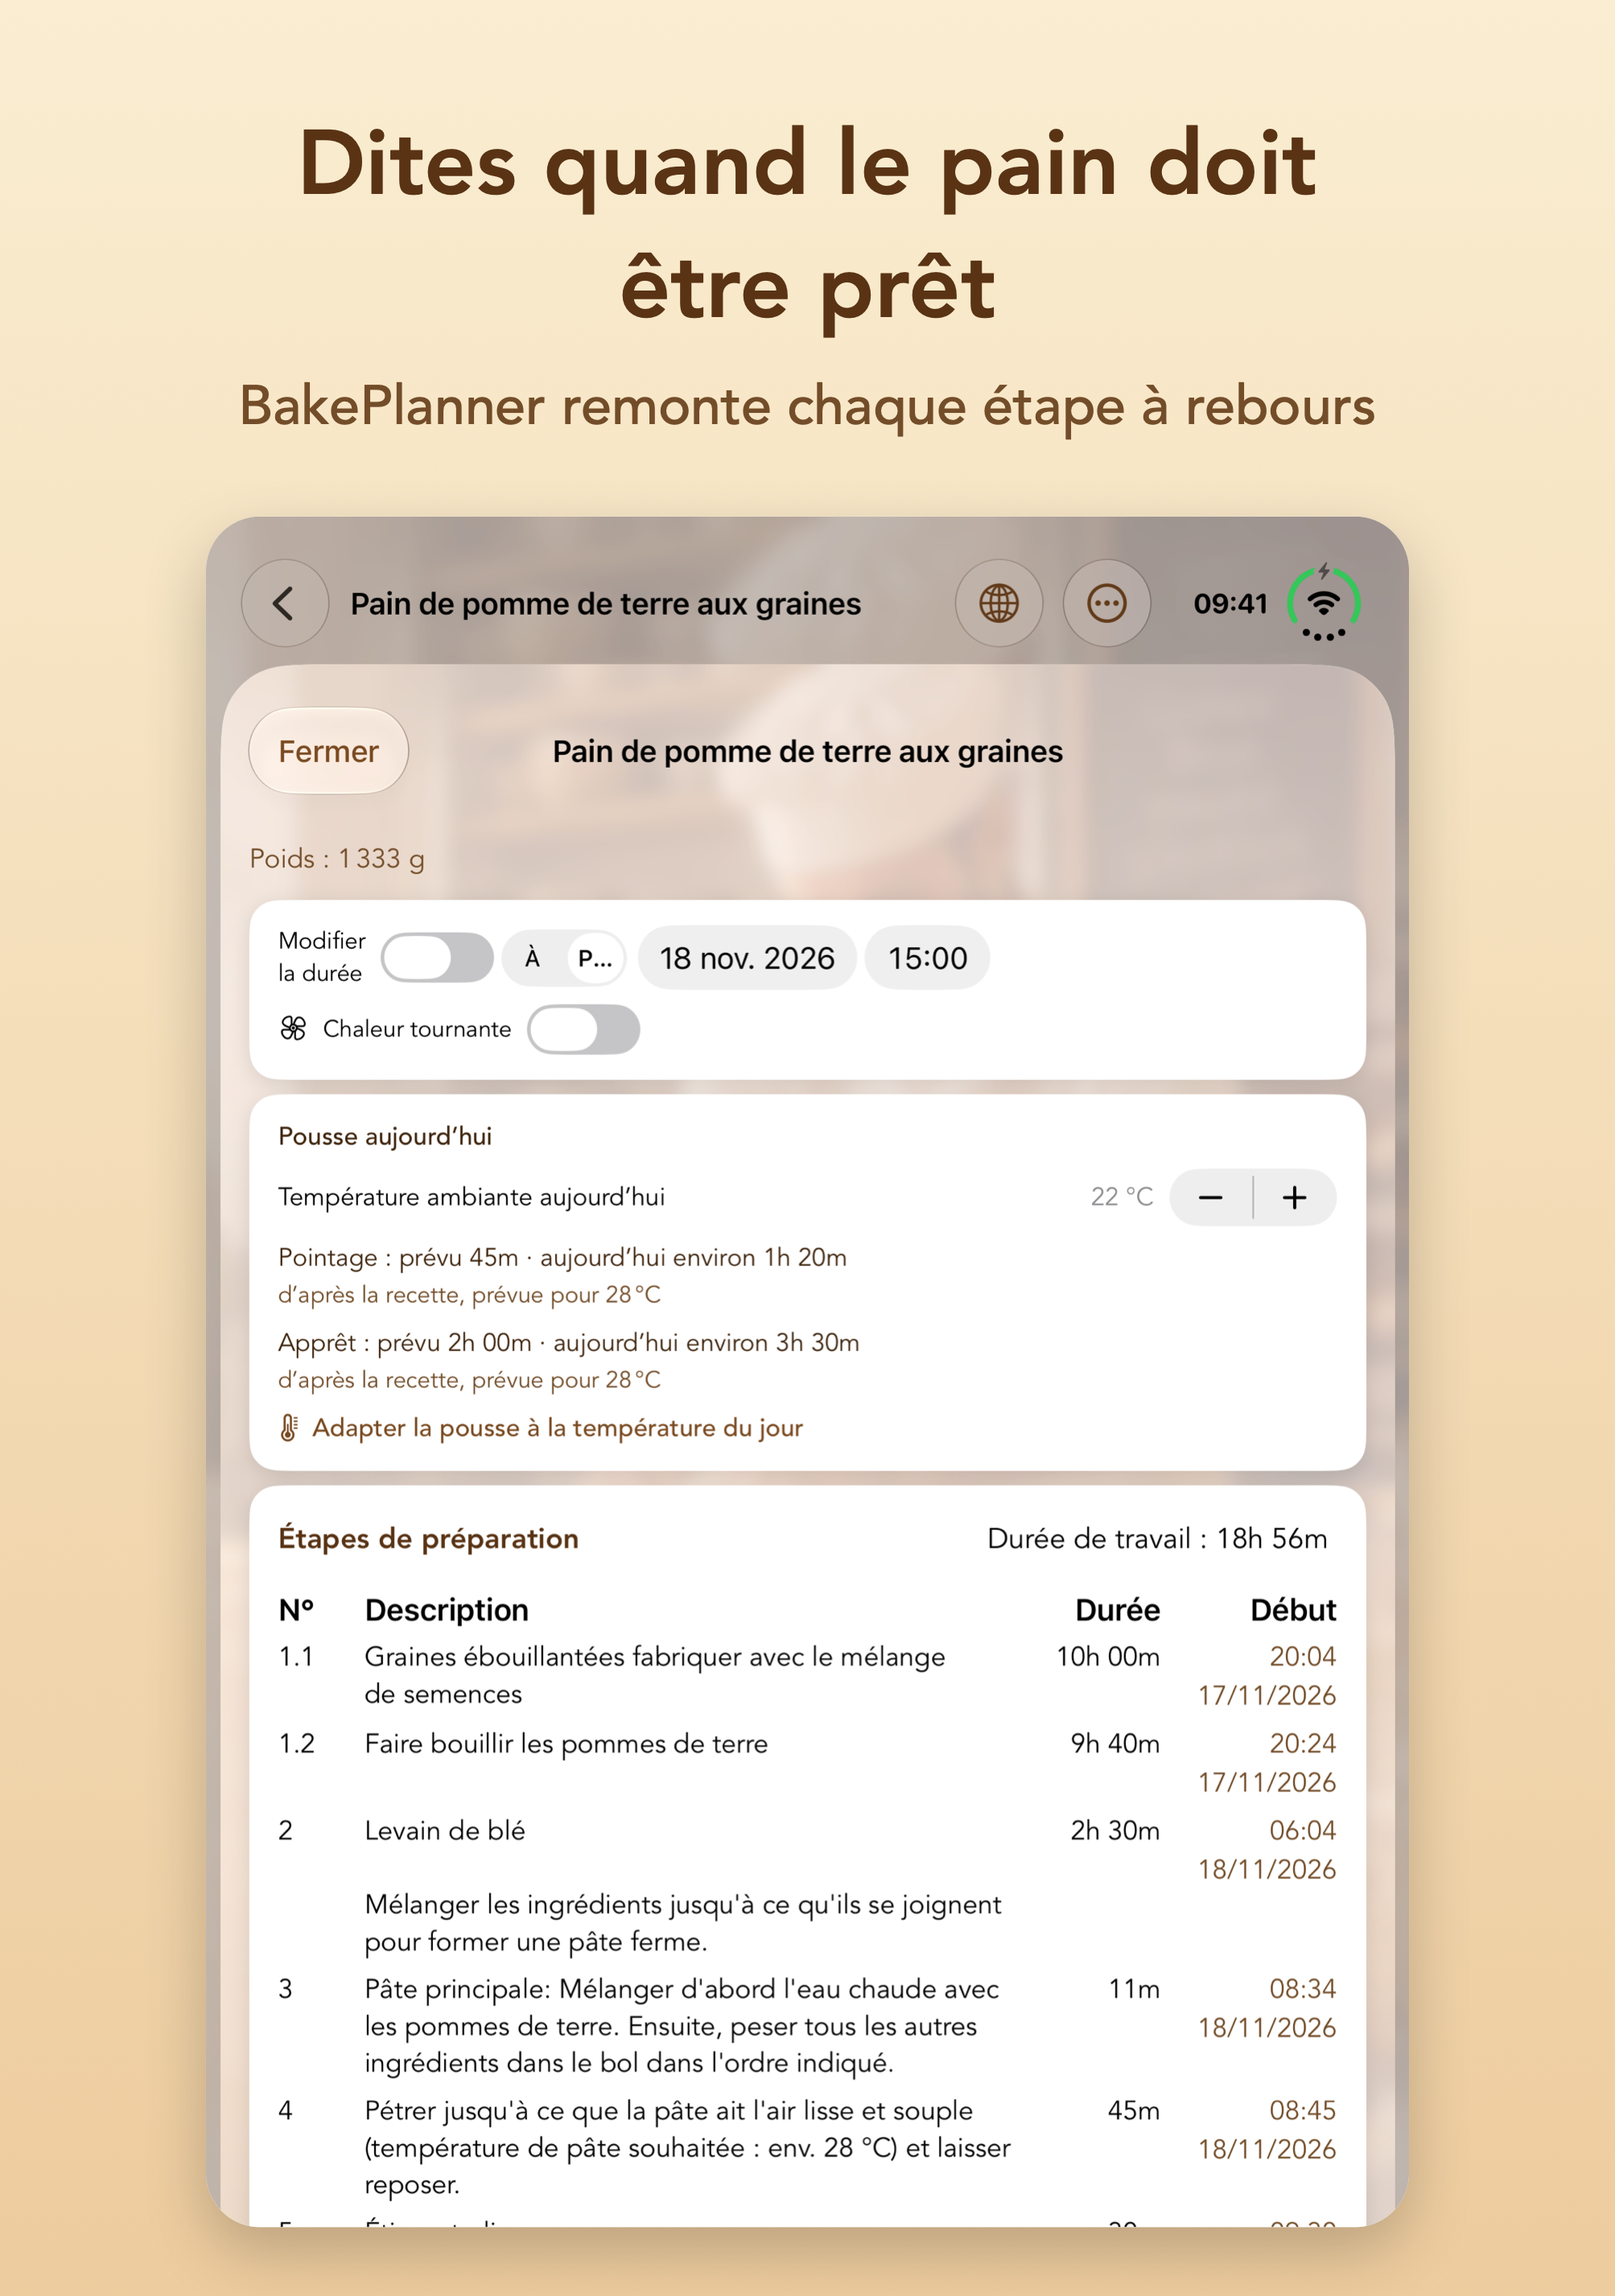 Dites quand le pain doit
être prêt
BakePlanner remonte chaque étape à rebours
Pain de pomme de terre aux graines
09:41
Fermer
Pain de pomme de terre aux graines
Poids : 1 333 g
Modifier
la durée
À
P...
18 nov. 2026
15:00
Chaleur tournante
Pousse aujourd’hui
Température ambiante aujourd’hui
22 °C
− +
Pointage : prévu 45m · aujourd’hui environ 1h 20m
d’après la recette, prévue pour 28 °C
Apprêt : prévu 2h 00m · aujourd’hui environ 3h 30m
d’après la recette, prévue pour 28 °C
Adapter la pousse à la température du jour
Étapes de préparation
Durée de travail : 18h 56m
N° Description Durée Début
1.1 Graines ébouillantées fabriquer avec le mélange 10h 00m 20:04
de semences 17/11/2026
1.2 Faire bouillir les pommes de terre 9h 40m 20:24
17/11/2026
2 Levain de blé 2h 30m 06:04
18/11/2026
Mélanger les ingrédients jusqu'à ce qu'ils se joignent
pour former une pâte ferme.
3 Pâte principale: Mélanger d'abord l'eau chaude avec 11m 08:34
les pommes de terre. Ensuite, peser tous les autres 18/11/2026
ingrédients dans le bol dans l'ordre indiqué.
4 Pétrer jusqu'à ce que la pâte ait l'air lisse et souple 45m 08:45
(température de pâte souhaitée : env. 28 °C) et laisser 18/11/2026
reposer.